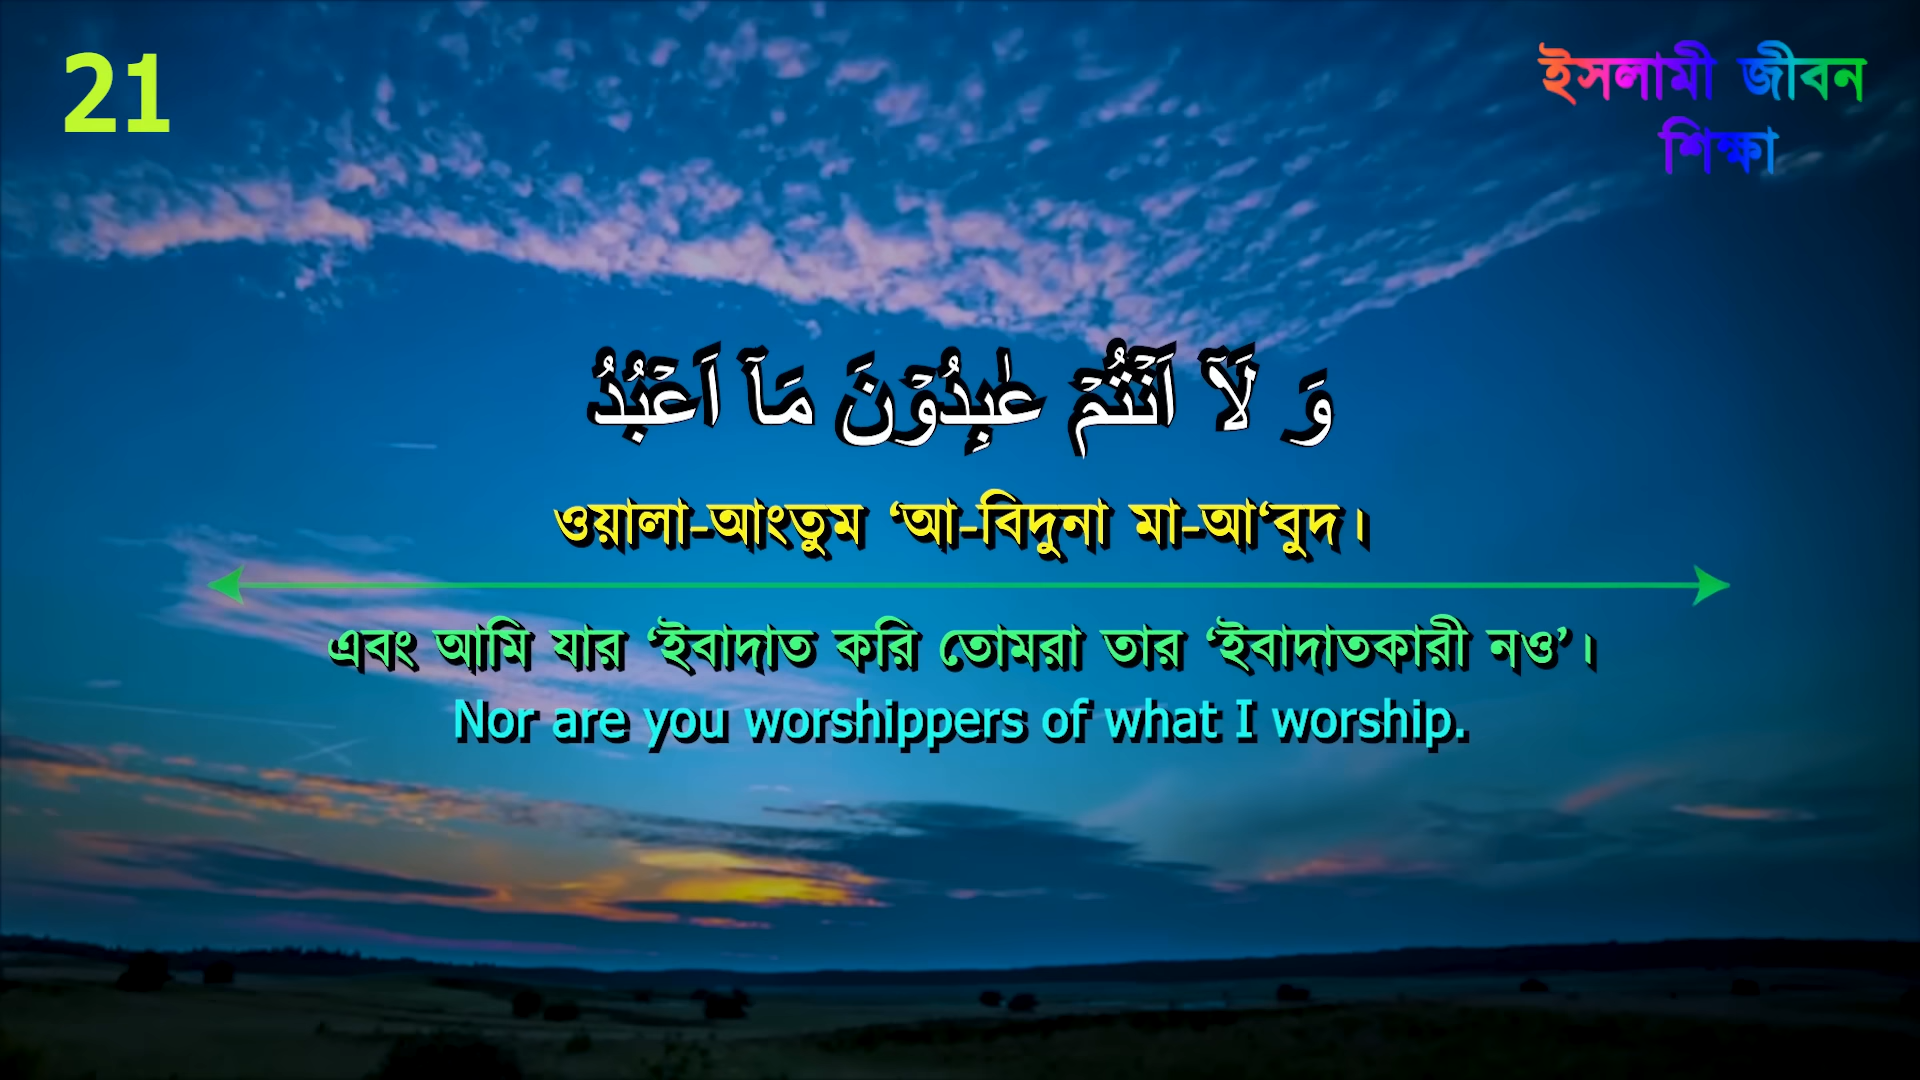 21
ইসলামী জীবন
শিক্ষা
وَ لَاۤ اَنْتُمْ عٰبِدُوْنَ مَاۤ اَعْبُدُ
ওয়ালা-আংতুম ‘আ-বিদুনা মা-আ‘বুদ।
এবং আমি যার ‘ইবাদাত করি তোমরা তার ‘ইবাদাতকারী নও’।
Nor are you worshippers of what I worship.